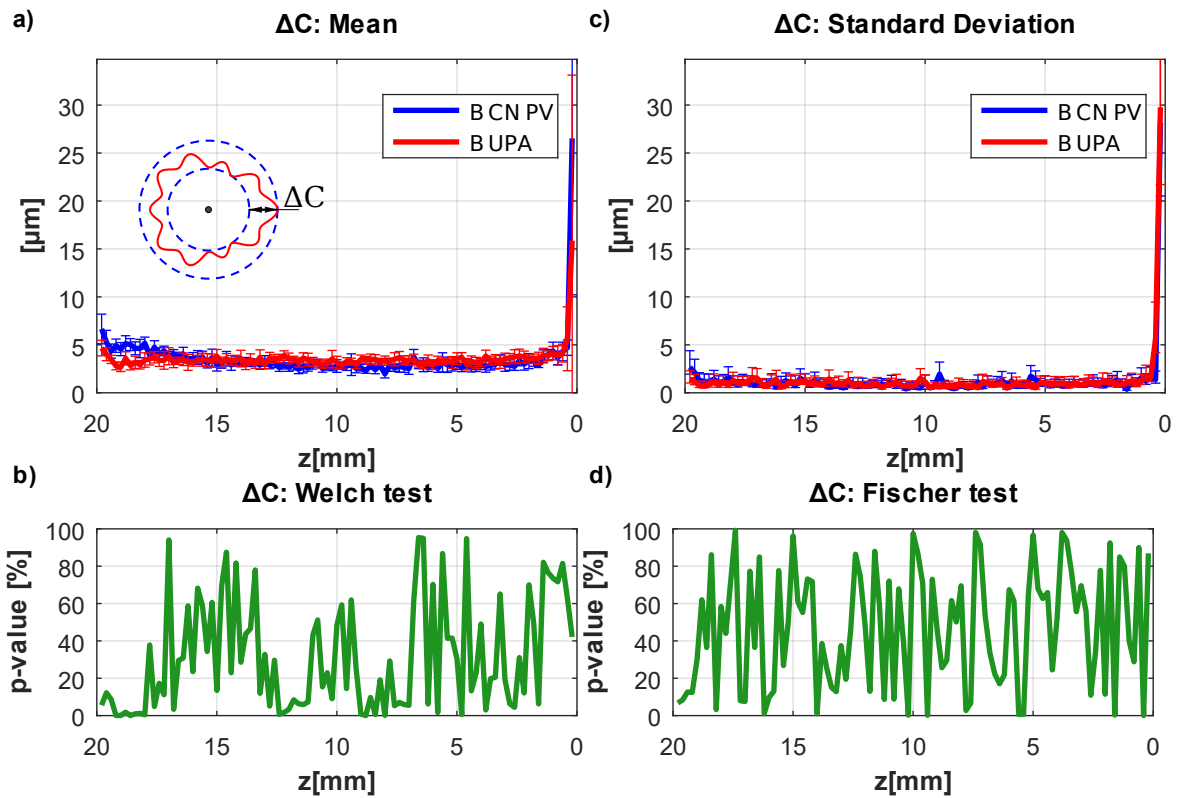 a)
ΔC: Mean
35
30
25
20
15
10
5
0
[µm]
B CN PV
B UPA
ΔC
20
15
10
5
0
z[mm]
c)
ΔC: Standard Deviation
30
25
20
15
10
5
0
[µm]
B CN PV
B UPA
20
15
10
5
0
z[mm]
b)
ΔC: Welch test
100
80
60
40
20
0
p-value [%]
20
15
10
5
0
z[mm]
d)
ΔC: Fischer test
100
80
60
40
20
0
p-value [%]
20
15
10
5
0
z[mm]